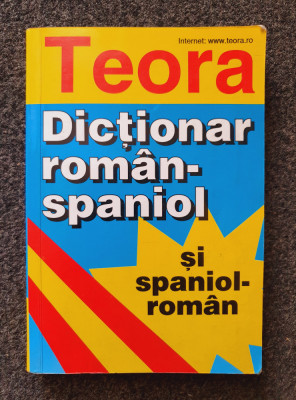 Internet: www.teora.ro
Teora
Dicționar
român-
spaniol
și
spaniol-
român